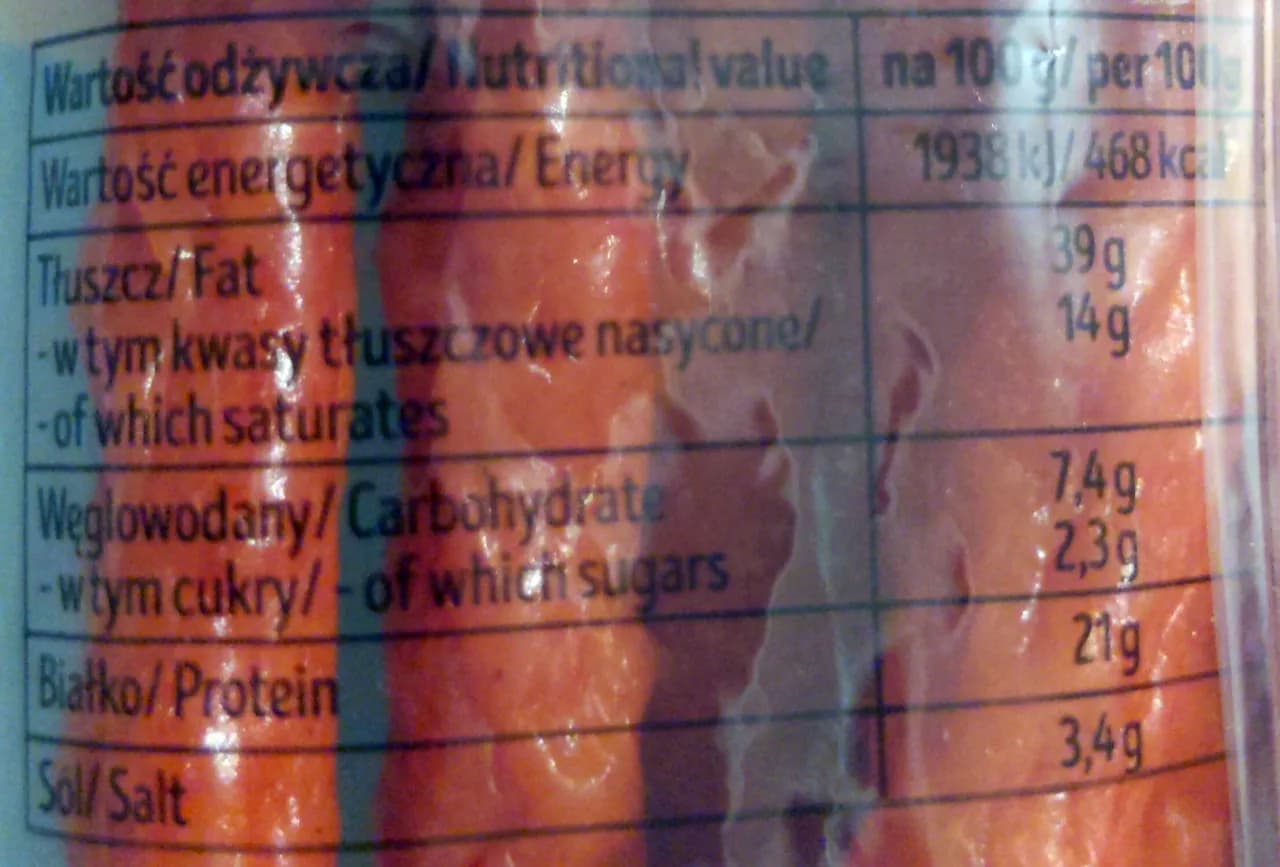 Wartość odżywcza/ Nutritional value na 100 g/ per 100 g
Wartość energetyczna/ Energy 1938 kJ/ 468 kcal
Tłuszcz/ Fat 39 g
- w tym kwasy tłuszczowe nasycone/ 14 g
- of which saturates
Węglowodany/ Carbohydrate 7,4 g
- w tym cukry/ - of which sugars 2,3 g
Białko/ Protein 21 g
Sól/ Salt 3,4 g